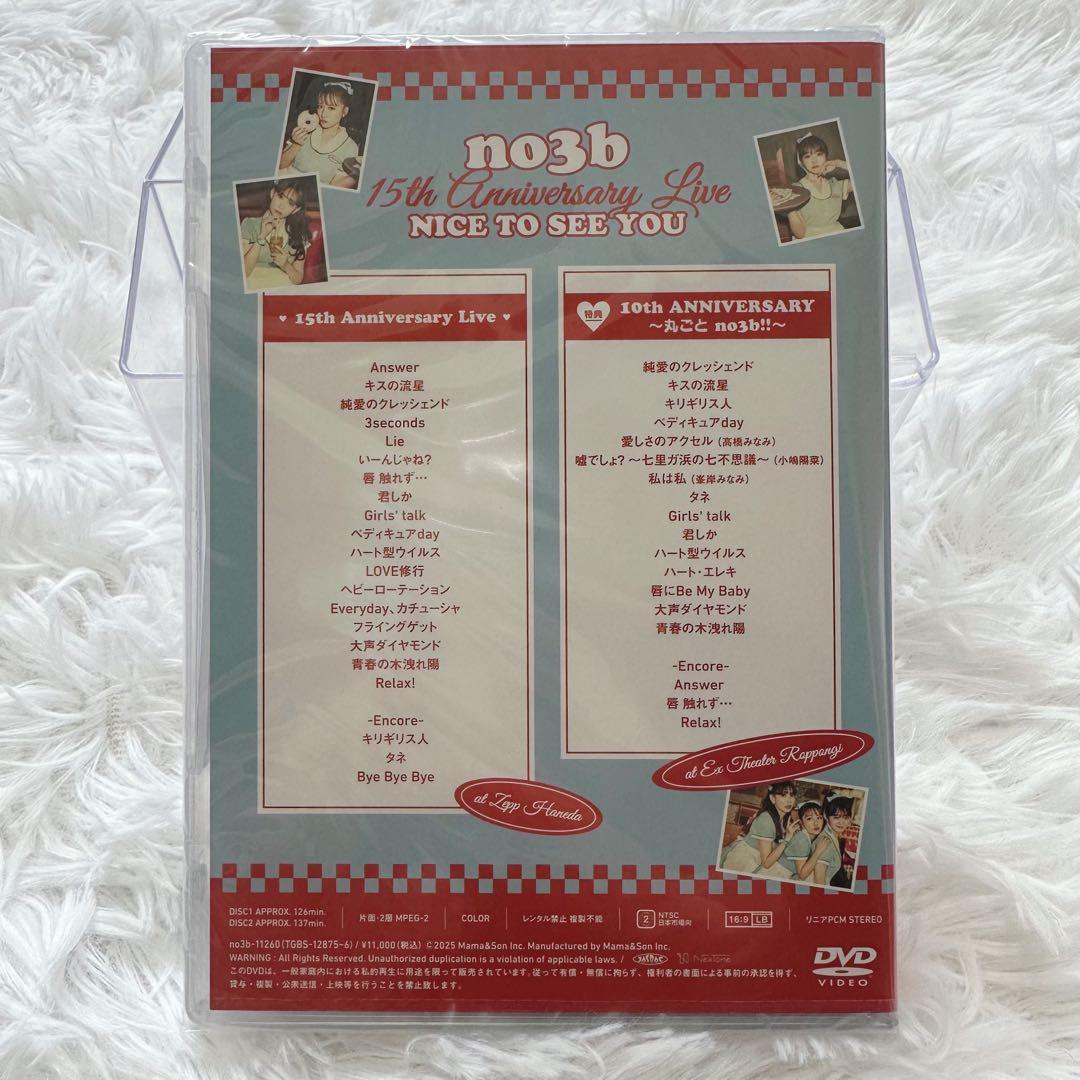 no3b
15th Anniversary Live
NICE TO SEE YOU
♥ 15th Anniversary Live ♥
Answer
キスの流星
純愛のクレッシェンド
3seconds
Lie
いーんじゃね?
唇 触れず…
君しか
Girls' talk
ペディキュアday
ハート型ウイルス
LOVE修行
ヘビーローテーション
Everyday、カチューシャ
フライングゲット
大声ダイヤモンド
青春の木洩れ陽
Relax!
-Encore-
キリギリス人
タネ
Bye Bye Bye
at Zepp Haneda
特典
10th ANNIVERSARY
～丸ごと no3b!!～
純愛のクレッシェンド
キスの流星
キリギリス人
ペディキュアday
愛しさのアクセル (高橋みなみ)
嘘でしょ? ～七里ガ浜の七不思議～ (小嶋陽菜)
私は私 (峯岸みなみ)
タネ
Girls' talk
君しか
ハート型ウイルス
ハート・エレキ
唇にBe My Baby
大声ダイヤモンド
青春の木洩れ陽
-Encore-
Answer
唇 触れず…
Relax!
at Ex Theater Roppongi
DISC1 APPROX. 126min.
DISC2 APPROX. 137min.
片面・2層 MPEG-2
COLOR
レンタル禁止 複製不能
2 NTSC
日本市場向
16:9 LB
リニアPCM STEREO
no3b-11260(TGBS-12875-6) / ¥11,000(税込) ©2025 Mama&Son Inc. Manufactured by Mama&Son Inc.
WARNING : All Rights Reserved. Unauthorized duplication is a violation of applicable laws. / JASRAC NexTone
このDVDは、一般家庭内における私的再生に用途を限って販売されています。従って有償・無償に拘らず、権利者の書面による事前の承認を得ず、
貸与・複製・公衆送信・上映等を行うことを禁止致します。
DVD
VIDEO